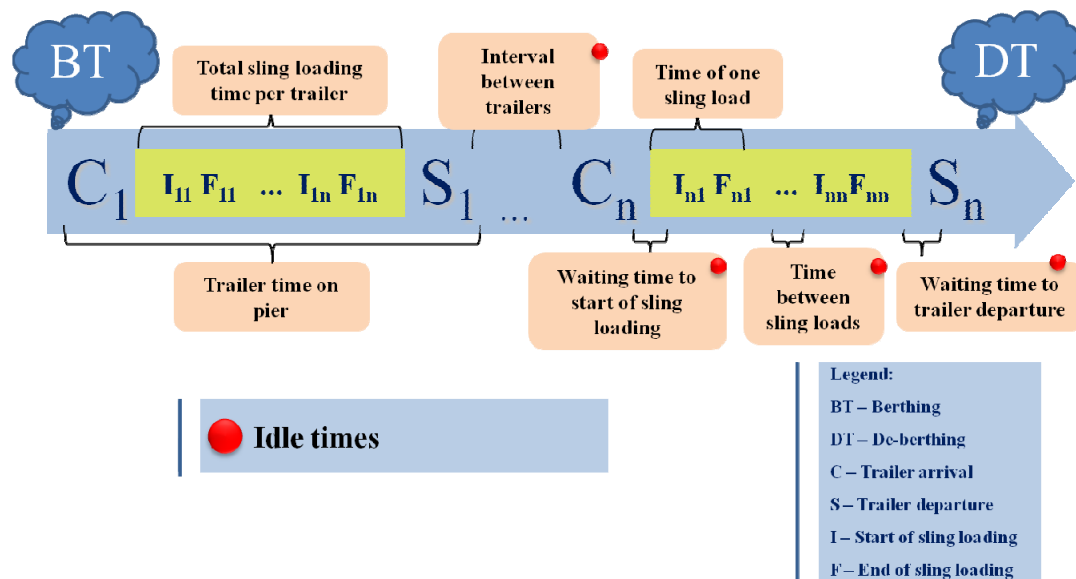 BT
DT
Total sling loading
time per trailer
Interval
between
trailers
Time of one
sling load
C1 I11 F11 ... I1n F1n S1 ... Cn In1 Fn1 ... Inn Fnn Sn
Trailer time on
pier
Waiting time to
start of sling
loading
Time
between
sling loads
Waiting time to
trailer departure
Idle times
Legend:
BT – Berthing
DT – De-berthing
C – Trailer arrival
S – Trailer departure
I – Start of sling loading
F – End of sling loading